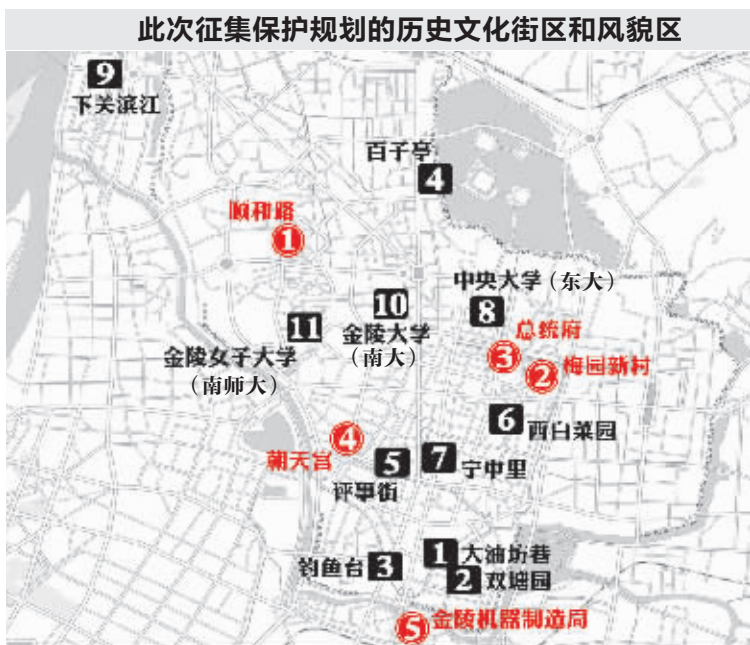 此次征集保护规划的历史文化街区和风貌区
9
下关滨江
百子亭
4
顺和路
1
中央大学（东大）
8
10
金陵大学
（南大）
11
金陵女子大学
（南师大）
总统府
3
2
梅园新村
6
西白菜园
4
朝天宫
5
评事街
7
宁中里
钓鱼台
3
1
大油坊巷
2
双塘园
5
金陵机器制造局